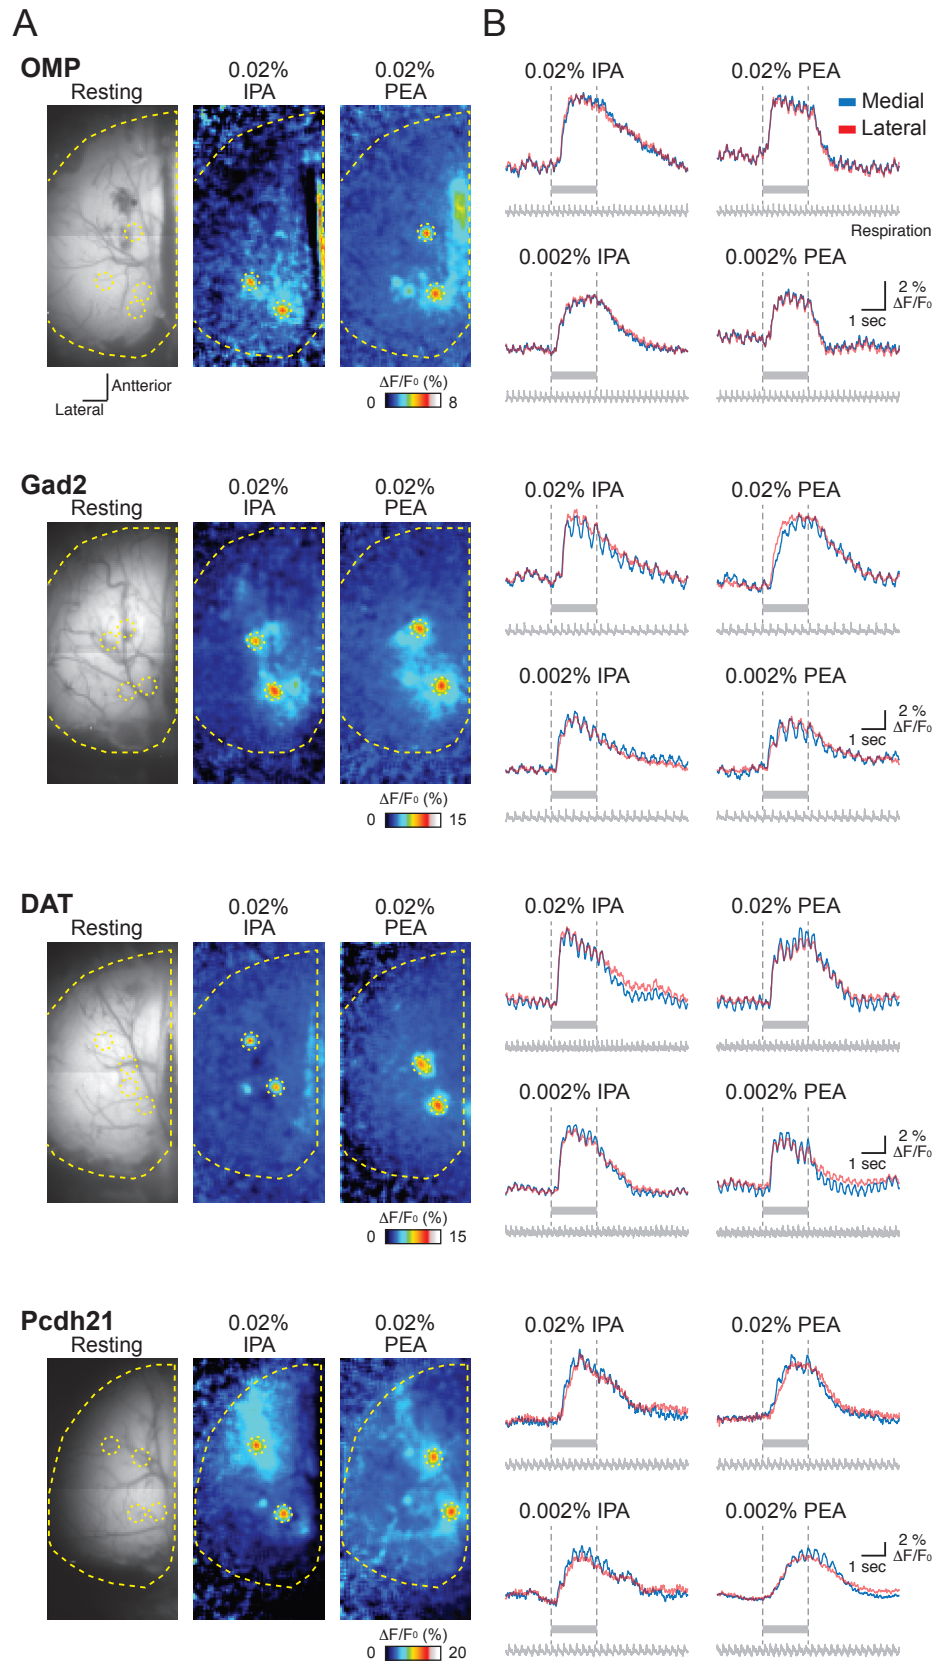 A
B
OMP
Resting
0.02%
IPA
0.02%
PEA
0.02% IPA
0.02% PEA
Medial
Lateral
Respiration
0.002% IPA
0.002% PEA
2 %
ΔF/F0
1 sec
Antterior
Lateral
ΔF/F0 (%)
0 8
Gad2
Resting
0.02%
IPA
0.02%
PEA
0.02% IPA
0.02% PEA
0.002% IPA
0.002% PEA
2 %
ΔF/F0
1 sec
ΔF/F0 (%)
0 15
DAT
Resting
0.02%
IPA
0.02%
PEA
0.02% IPA
0.02% PEA
0.002% IPA
0.002% PEA
2 %
ΔF/F0
1 sec
ΔF/F0 (%)
0 15
Pcdh21
Resting
0.02%
IPA
0.02%
PEA
0.02% IPA
0.02% PEA
0.002% IPA
0.002% PEA
2 %
ΔF/F0
1 sec
ΔF/F0 (%)
0 20